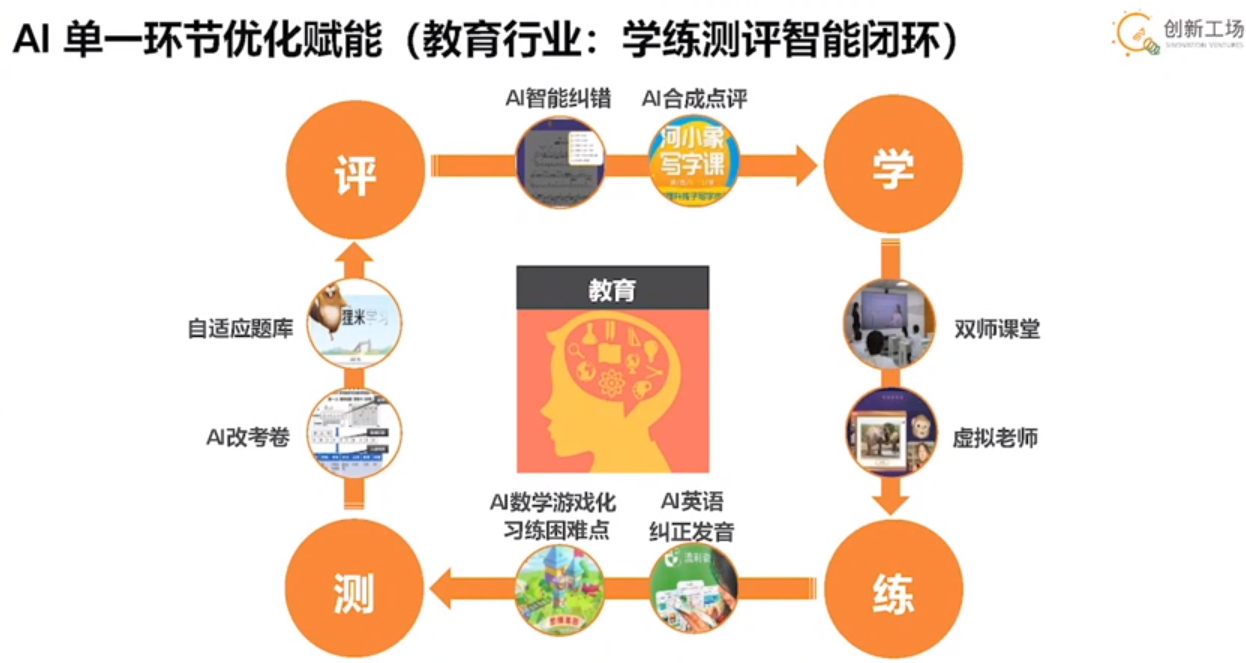 AI 单一环节优化赋能（教育行业：学练测评智能闭环）
创新工场
SINOVATION VENTURES
AI智能纠错
AI合成点评
评
河小象
写字课
学
教育
自适应题库
狸米学习
双师课堂
AI改考卷
虚拟老师
AI数学游戏化
习练困难点
AI英语
纠正发音
测
练